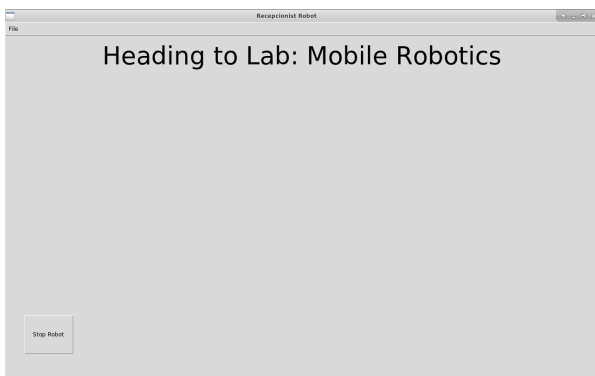 Recepcionist Robot
File
Heading to Lab: Mobile Robotics
Stop Robot